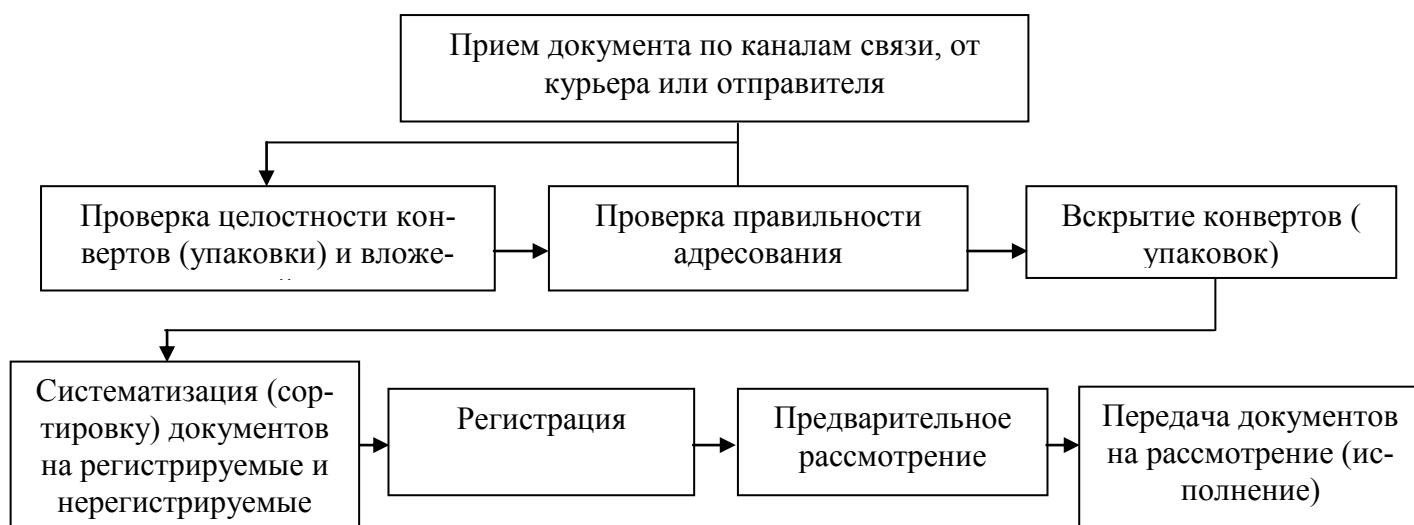 Прием документа по каналам связи, от
курьера или отправителя
Проверка целостности кон-
вертов (упаковки) и вложе-
Проверка правильности
адресования
Вскрытие конвертов (
упаковок)
Систематизация (сор-
тировку) документов
на регистрируемые и
нерегистрируемые
Регистрация
Предварительное
рассмотрение
Передача документов
на рассмотрение (ис-
полнение)